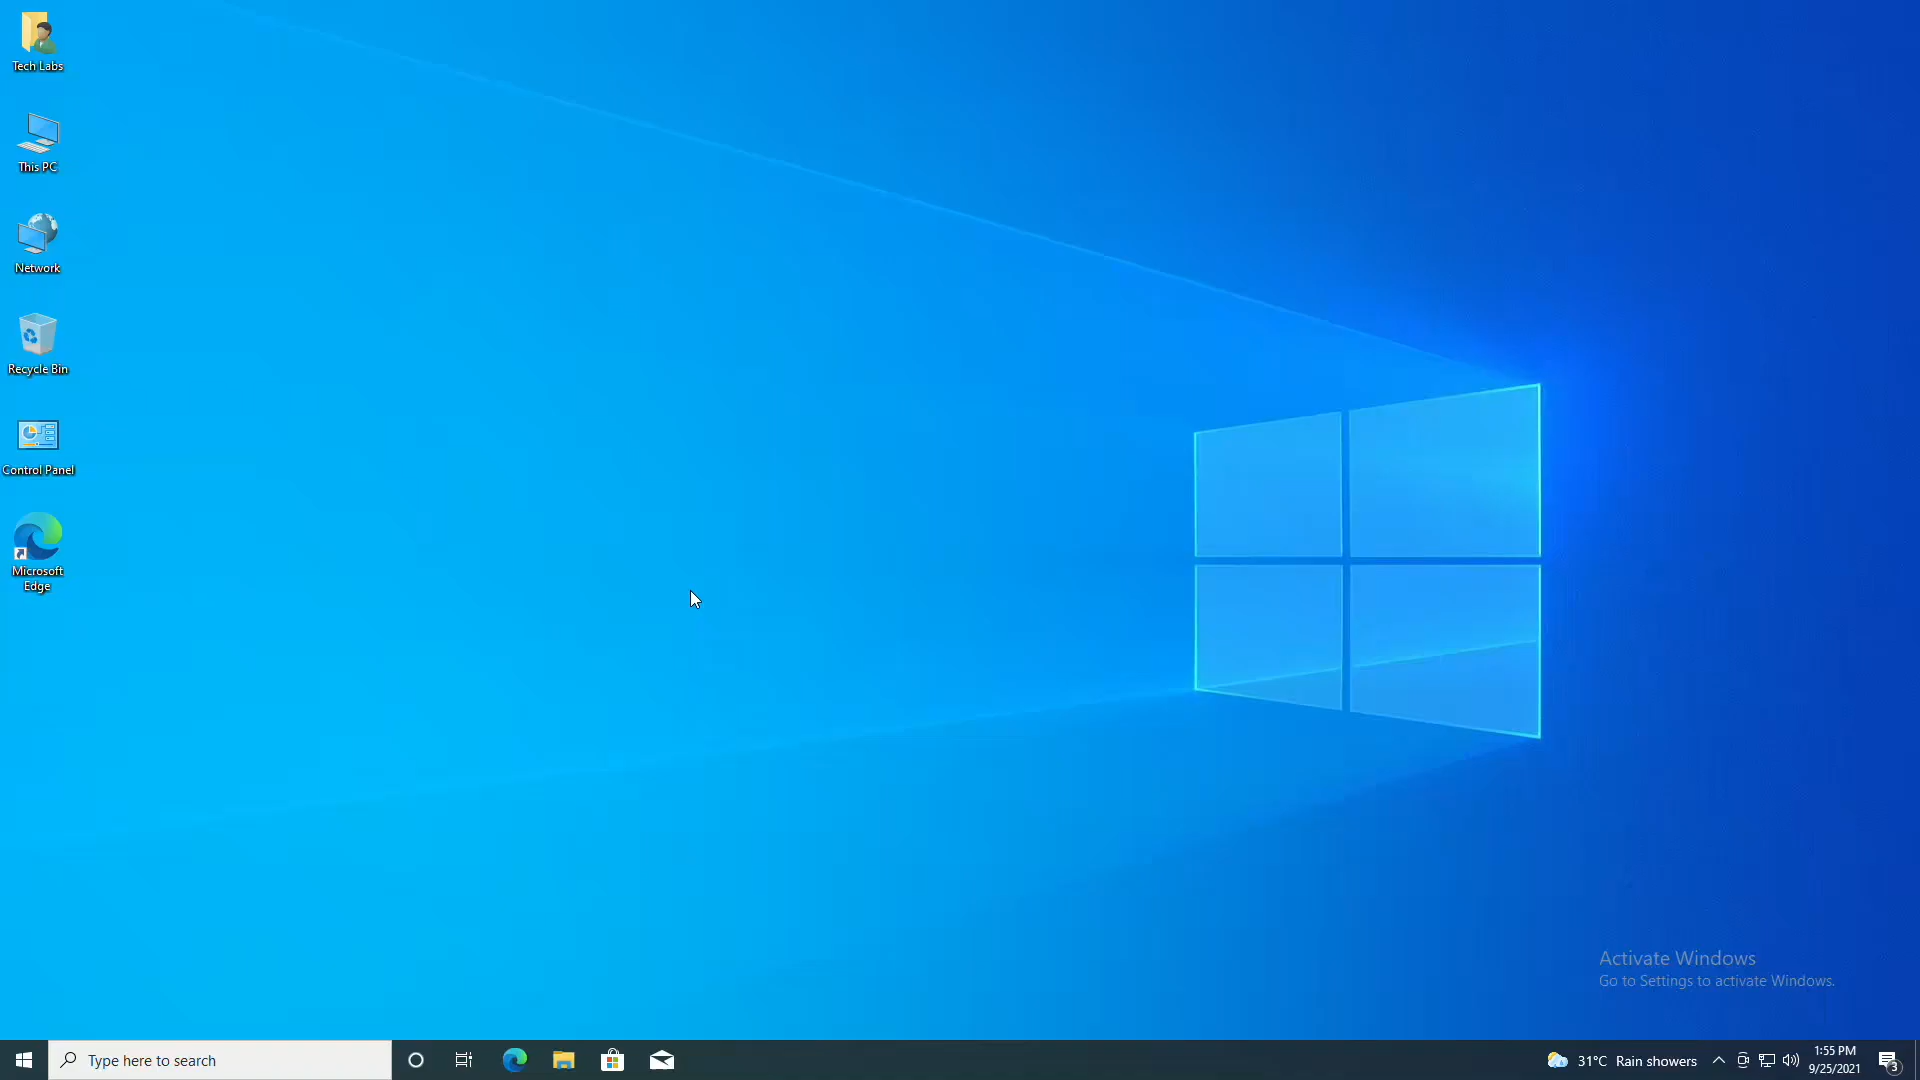 Tech Labs
This PC
Network
Recycle Bin
Control Panel
Microsoft
Edge
Activate Windows
Go to Settings to activate Windows.
Type here to search
31°C Rain showers
1:55 PM
9/25/2021
3